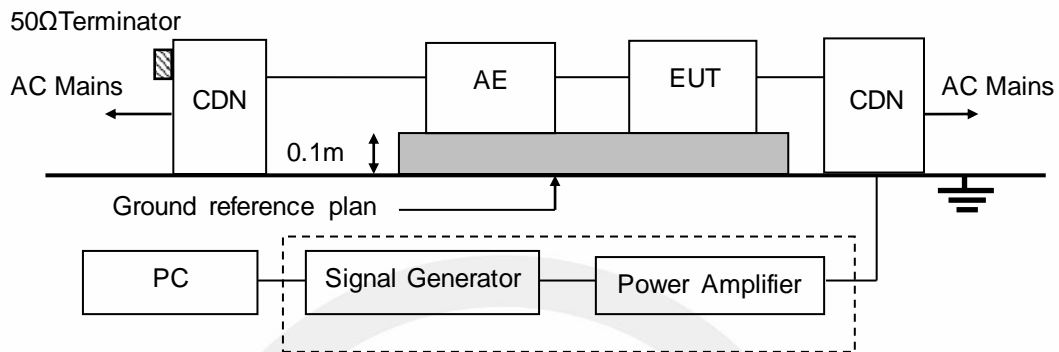 50ΩTerminator
AC Mains
CDN
AE
EUT
CDN
AC Mains
0.1m
Ground reference plan
PC
Signal Generator
Power Amplifier